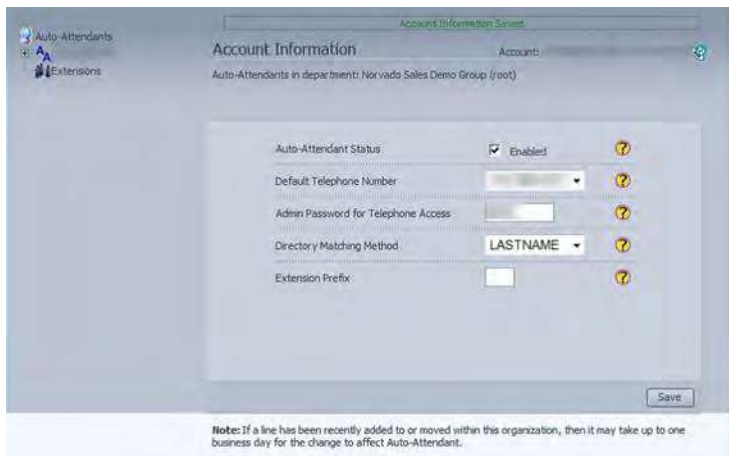 Account Information Saved
Auto-Attendants
AA
Extensions
Account Information
Account:
Auto-Attendants in department: Norvado Sales Demo Group (root)
Auto-Attendant Status
Enabled
?
Default Telephone Number
?
Admin Password for Telephone Access
?
Directory Matching Method
LASTNAME
?
Extension Prefix
?
Save
Note: If a line has been recently added to or moved within this organization, then it may take up to one
business day for the change to affect Auto-Attendant.